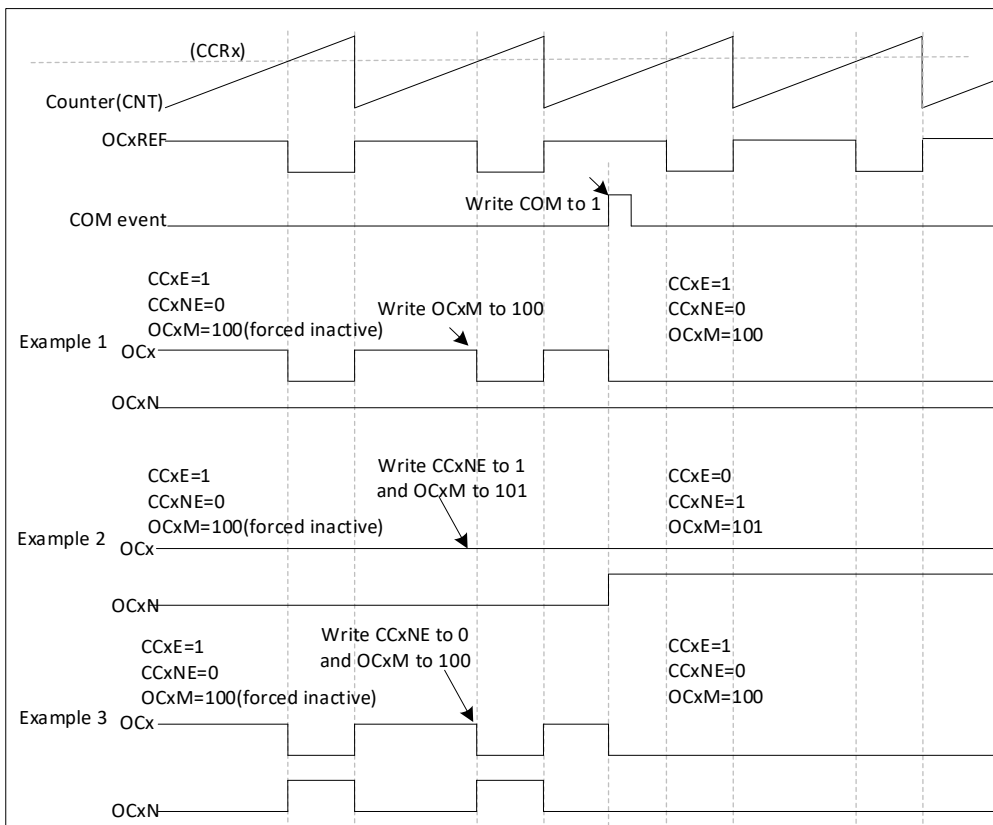 (CCRx)
Counter(CNT)
OCxREF
Write COM to 1
COM event
CCxE=1
CCxNE=0
OCxM=100(forced inactive)
Write OCxM to 100
CCxE=1
CCxNE=0
OCxM=100
Example 1
OCx
OCxN
CCxE=1
CCxNE=0
OCxM=100(forced inactive)
Write CCxNE to 1
and OCxM to 101
CCxE=0
CCxNE=1
OCxM=101
Example 2
OCx
OCxN
CCxE=1
CCxNE=0
OCxM=100(forced inactive)
Write CCxNE to 0
and OCxM to 100
CCxE=1
CCxNE=0
OCxM=100
Example 3
OCx
OCxN